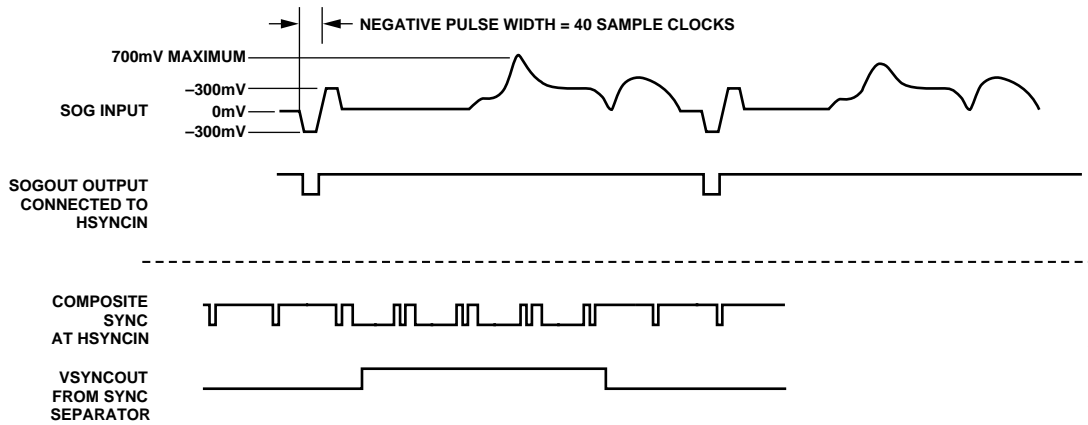 NEGATIVE PULSE WIDTH = 40 SAMPLE CLOCKS
700mV MAXIMUM
–300mV
SOG INPUT
0mV
–300mV
SOGOUT OUTPUT
CONNECTED TO
HSYNCIN
COMPOSITE
SYNC
AT HSYNCIN
VSYNCOUT
FROM SYNC
SEPARATOR